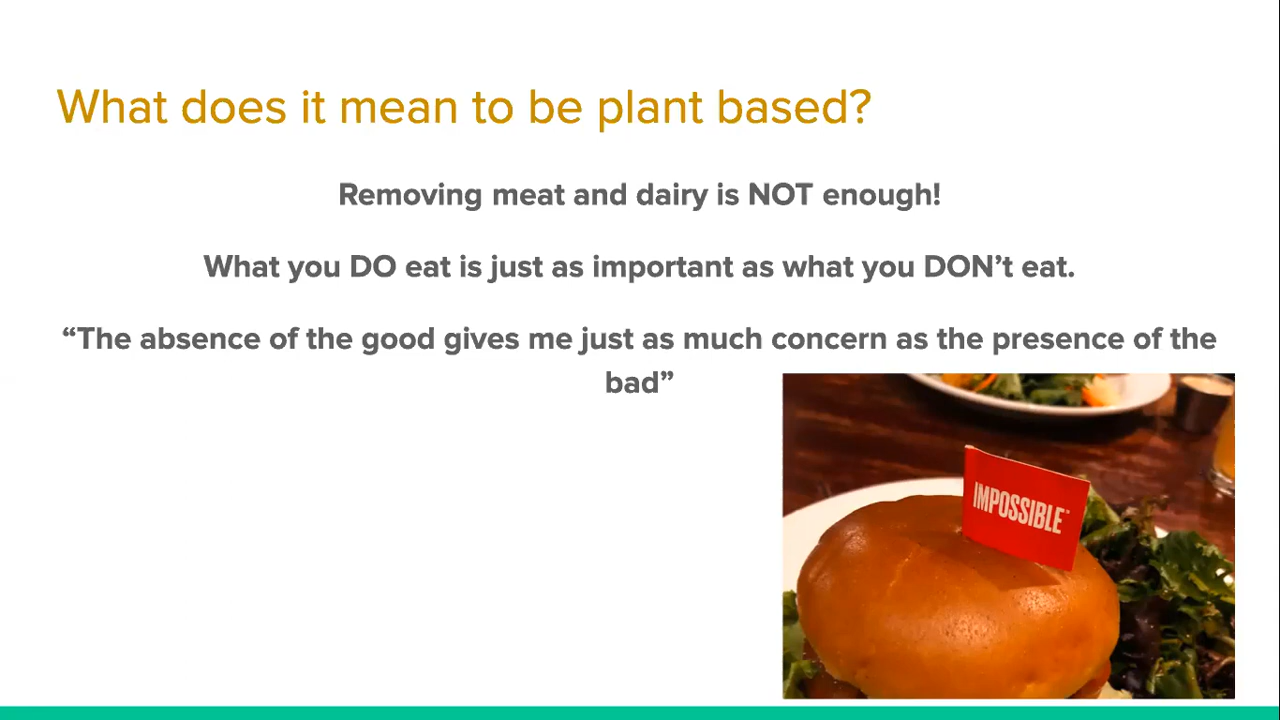 What does it mean to be plant based?
Removing meat and dairy is NOT enough!
What you DO eat is just as important as what you DON’t eat.
“The absence of the good gives me just as much concern as the presence of the
bad”
IMPOSSIBLE™